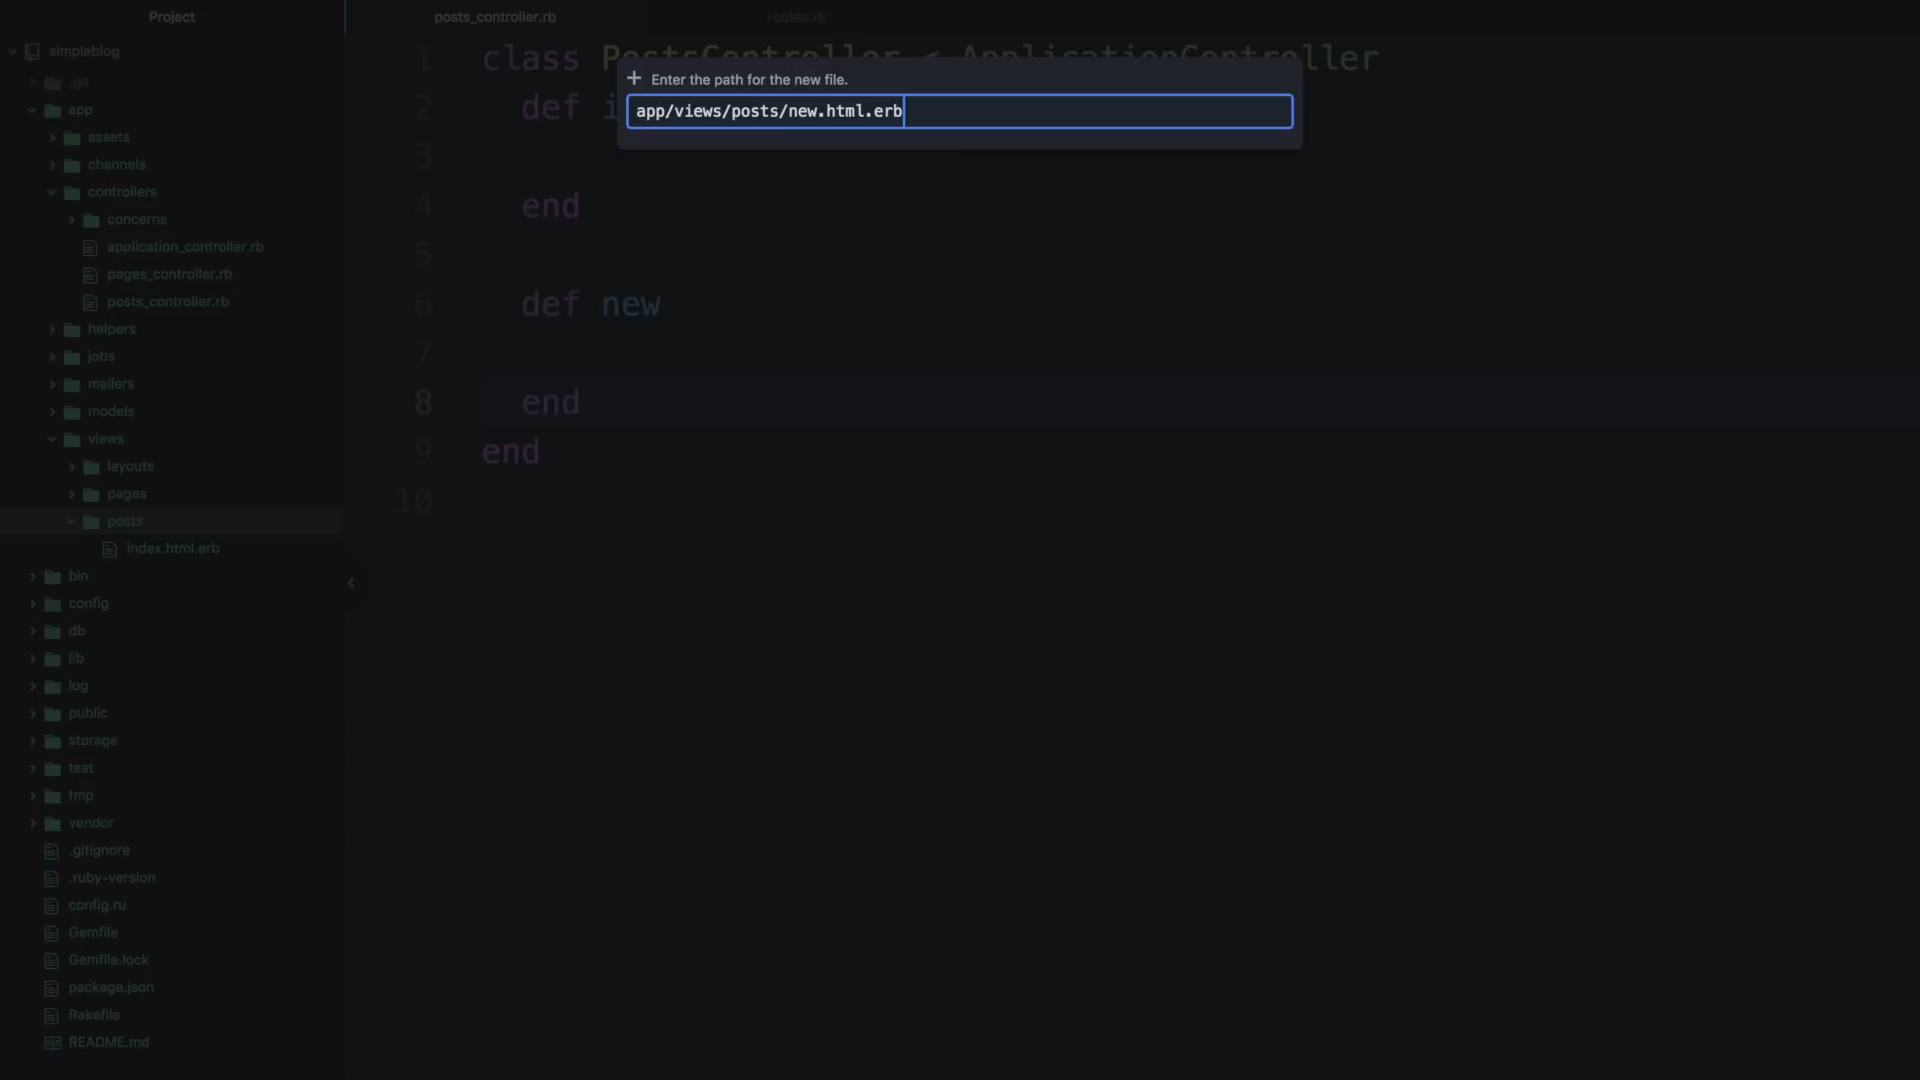 Project
simpleblog
.git
app
assets
channels
controllers
concerns
application_controller.rb
pages_controller.rb
posts_controller.rb
helpers
jobs
mailers
models
views
layouts
pages
posts
index.html.erb
bin
config
db
lib
log
public
storage
test
tmp
vendor
.gitignore
.ruby-version
config.ru
Gemfile
Gemfile.lock
package.json
Rakefile
README.md
posts_controller.rb routes.rb
1 class PostsController < ApplicationController
Enter the path for the new file.
app/views/posts/new.html.erb
2 def i
3
4 end
5
6 def new
7
8 end
9 end
10